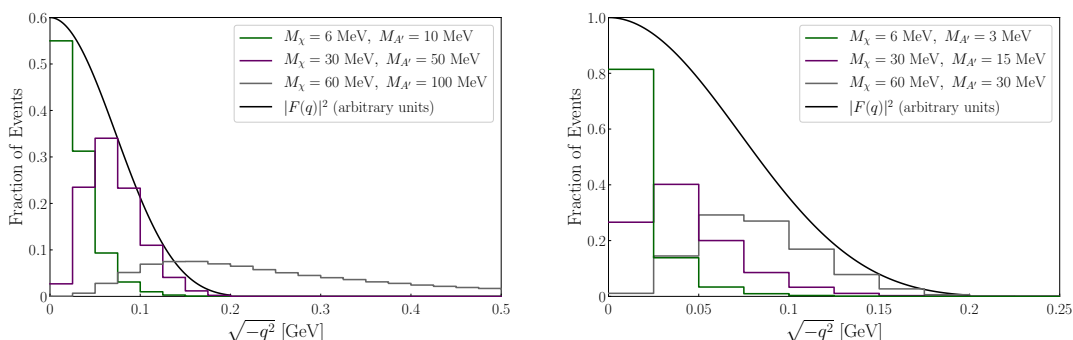 0.6
0.5
0.4
0.3
0.2
0.1
0
Fraction of Events
M_χ = 6 MeV, M_A′ = 10 MeV
M_χ = 30 MeV, M_A′ = 50 MeV
M_χ = 60 MeV, M_A′ = 100 MeV
|F(q)|² (arbitrary units)
0 0.1 0.2 0.3 0.4 0.5
√−q² [GeV]
1.0
0.8
0.6
0.4
0.2
0
Fraction of Events
M_χ = 6 MeV, M_A′ = 3 MeV
M_χ = 30 MeV, M_A′ = 15 MeV
M_χ = 60 MeV, M_A′ = 30 MeV
|F(q)|² (arbitrary units)
0 0.05 0.1 0.15 0.2 0.25
√−q² [GeV]